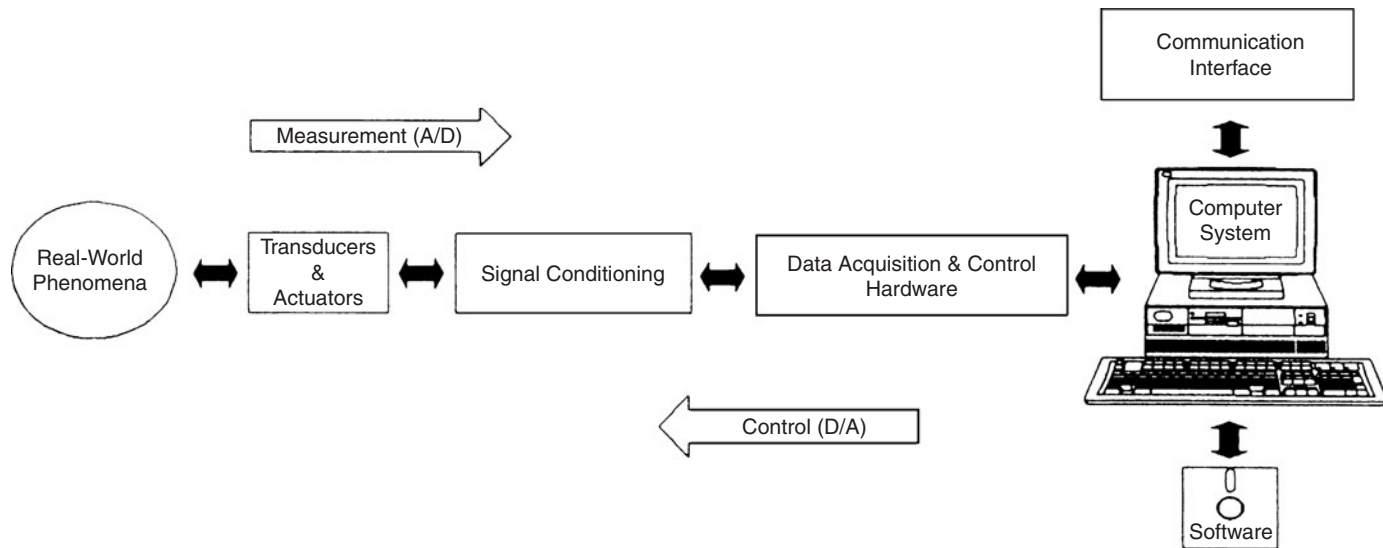 Communication
Interface
Measurement (A/D)
Real-World
Phenomena
Transducers
&
Actuators
Signal Conditioning
Data Acquisition & Control
Hardware
Computer
System
Control (D/A)
Software